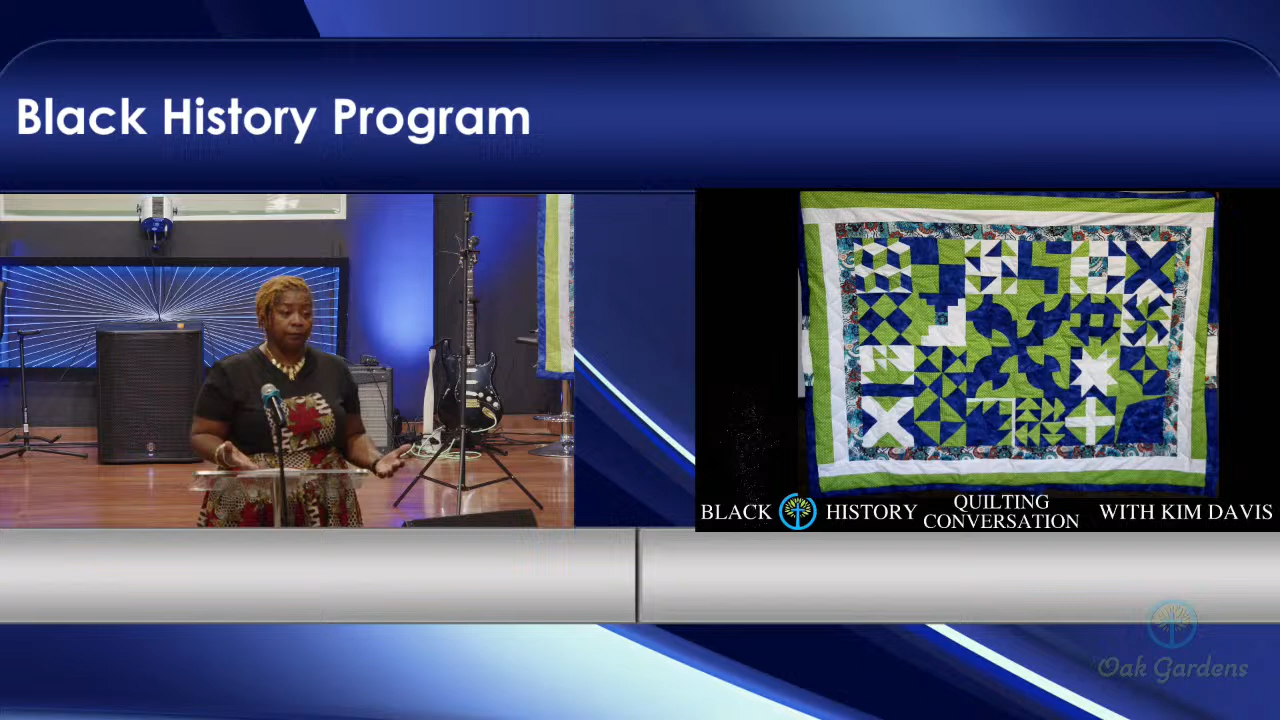 Black History Program
BLACK HISTORY QUILTING CONVERSATION WITH KIM DAVIS
Oak Gardens